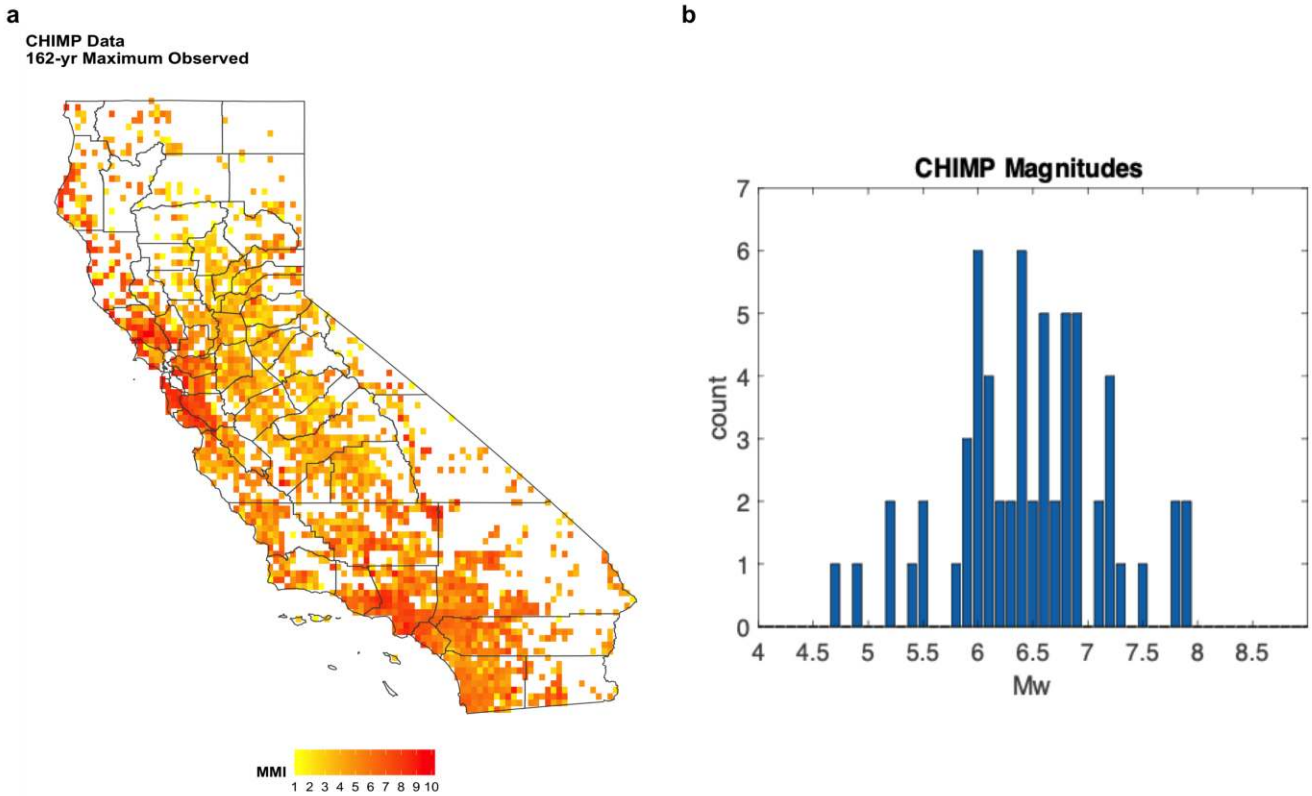 a
CHIMP Data
162-yr Maximum Observed
MMI
1 2 3 4 5 6 7 8 9 10
b
CHIMP Magnitudes
7
6
5
4
3
2
1
0
count
4 4.5 5 5.5 6 6.5 7 7.5 8 8.5
Mw